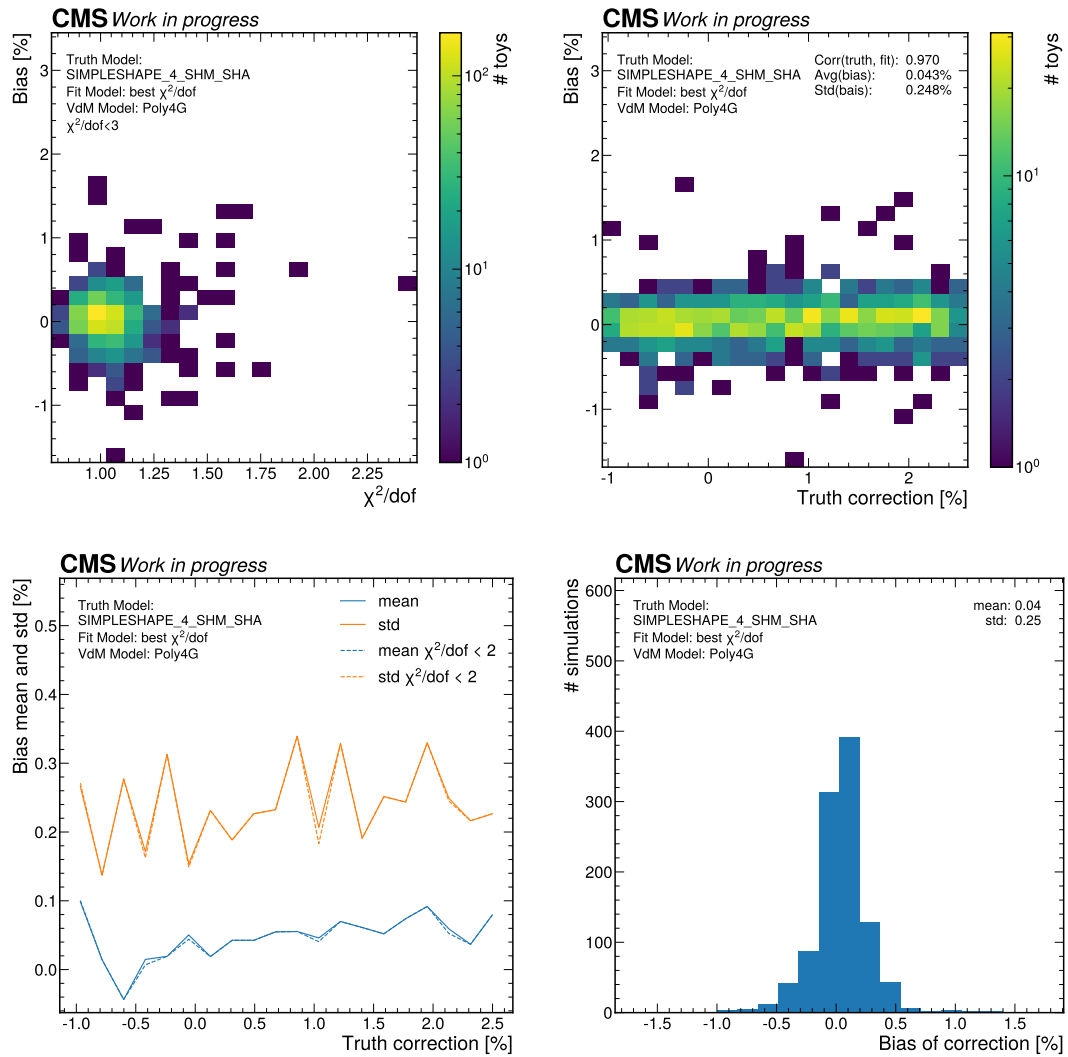 CMS Work in progress
Bias [%]
3
2
1
0
-1
Truth Model:
SIMPLESHAPE_4_SHM_SHA
Fit Model: best χ²/dof
VdM Model: Poly4G
χ²/dof<3
1.00 1.25 1.50 1.75 2.00 2.25
χ²/dof
# toys
10²
10¹
10⁰
CMS Work in progress
Bias [%]
3
2
1
0
-1
Truth Model:
SIMPLESHAPE_4_SHM_SHA
Fit Model: best χ²/dof
VdM Model: Poly4G
Corr(truth, fit): 0.970
Avg(bias): 0.043%
Std(bais): 0.248%
-1 0 1 2
Truth correction [%]
# toys
10¹
10⁰
CMS Work in progress
Bias mean and std [%]
0.5
0.4
0.3
0.2
0.1
0.0
Truth Model:
SIMPLESHAPE_4_SHM_SHA
Fit Model: best χ²/dof
VdM Model: Poly4G
mean
std
mean χ²/dof < 2
std χ²/dof < 2
-1.0 -0.5 0.0 0.5 1.0 1.5 2.0 2.5
Truth correction [%]
CMS Work in progress
# simulations
600
500
400
300
200
100
0
Truth Model:
SIMPLESHAPE_4_SHM_SHA
Fit Model: best χ²/dof
VdM Model: Poly4G
mean: 0.04
std: 0.25
-1.5 -1.0 -0.5 0.0 0.5 1.0 1.5
Bias of correction [%]